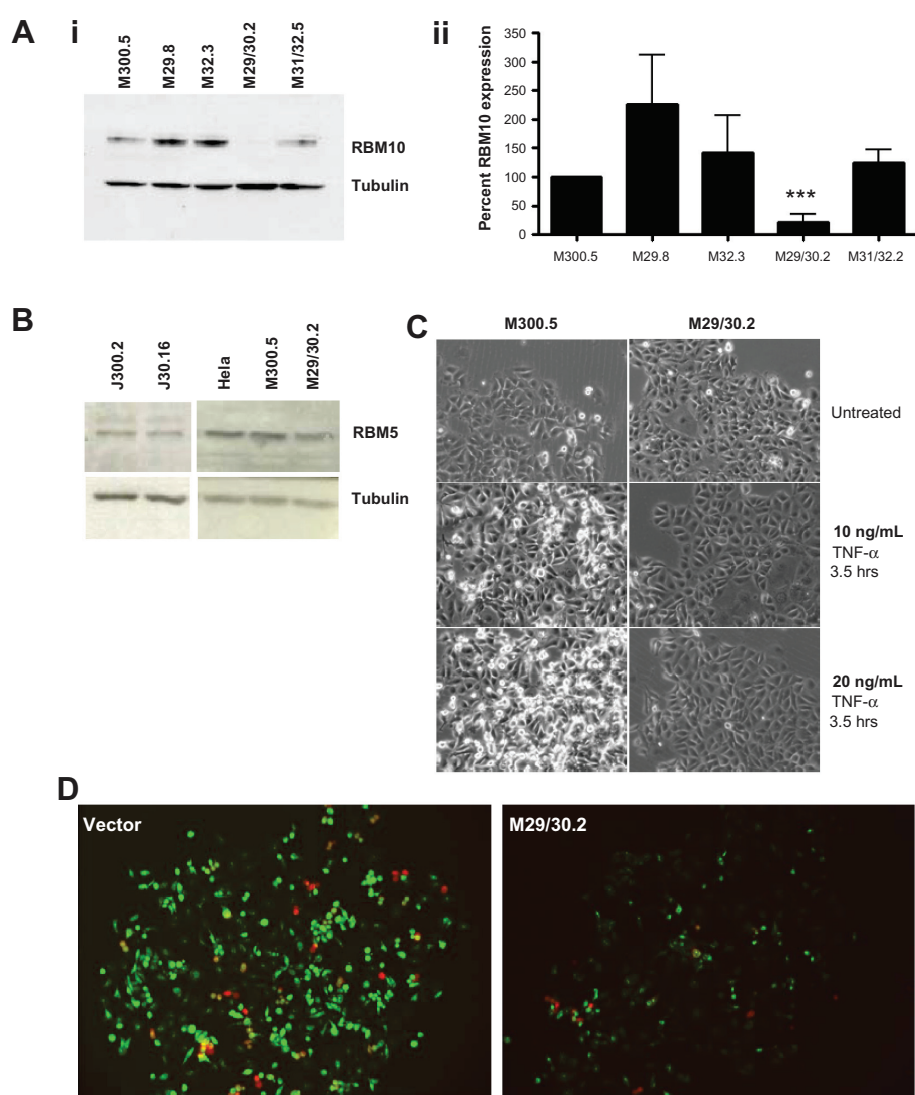 A i
M300.5 M29.8 M32.3 M29/30.2 M31/32.5
RBM10
Tubulin
ii
Percent RBM10 expression
350
300
250
200
150
100
50
0
***
M300.5 M29.8 M32.3 M29/30.2 M31/32.2
B
J300.2 J30.16 Hela M300.5 M29/30.2
RBM5
Tubulin
C
M300.5 M29/30.2
Untreated
10 ng/mL
TNF-α
3.5 hrs
20 ng/mL
TNF-α
3.5 hrs
D
Vector M29/30.2